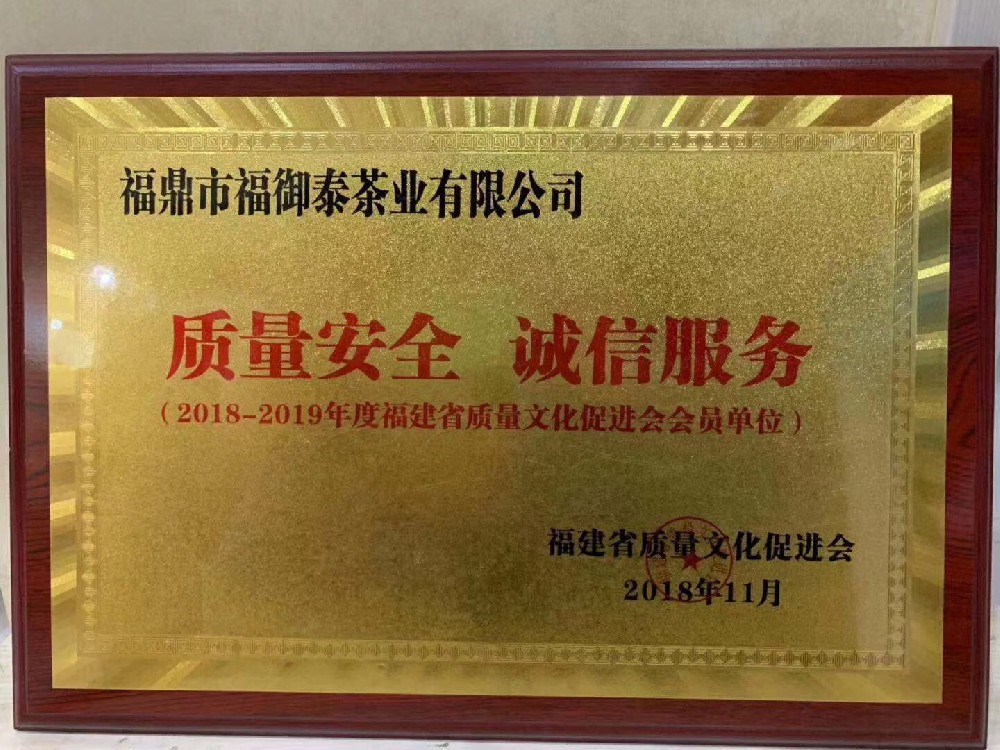 福鼎市福御泰茶业有限公司
质量安全 诚信服务
（2018-2019年度福建省质量文化促进会会员单位）
福建省质量文化促进会
2018年11月